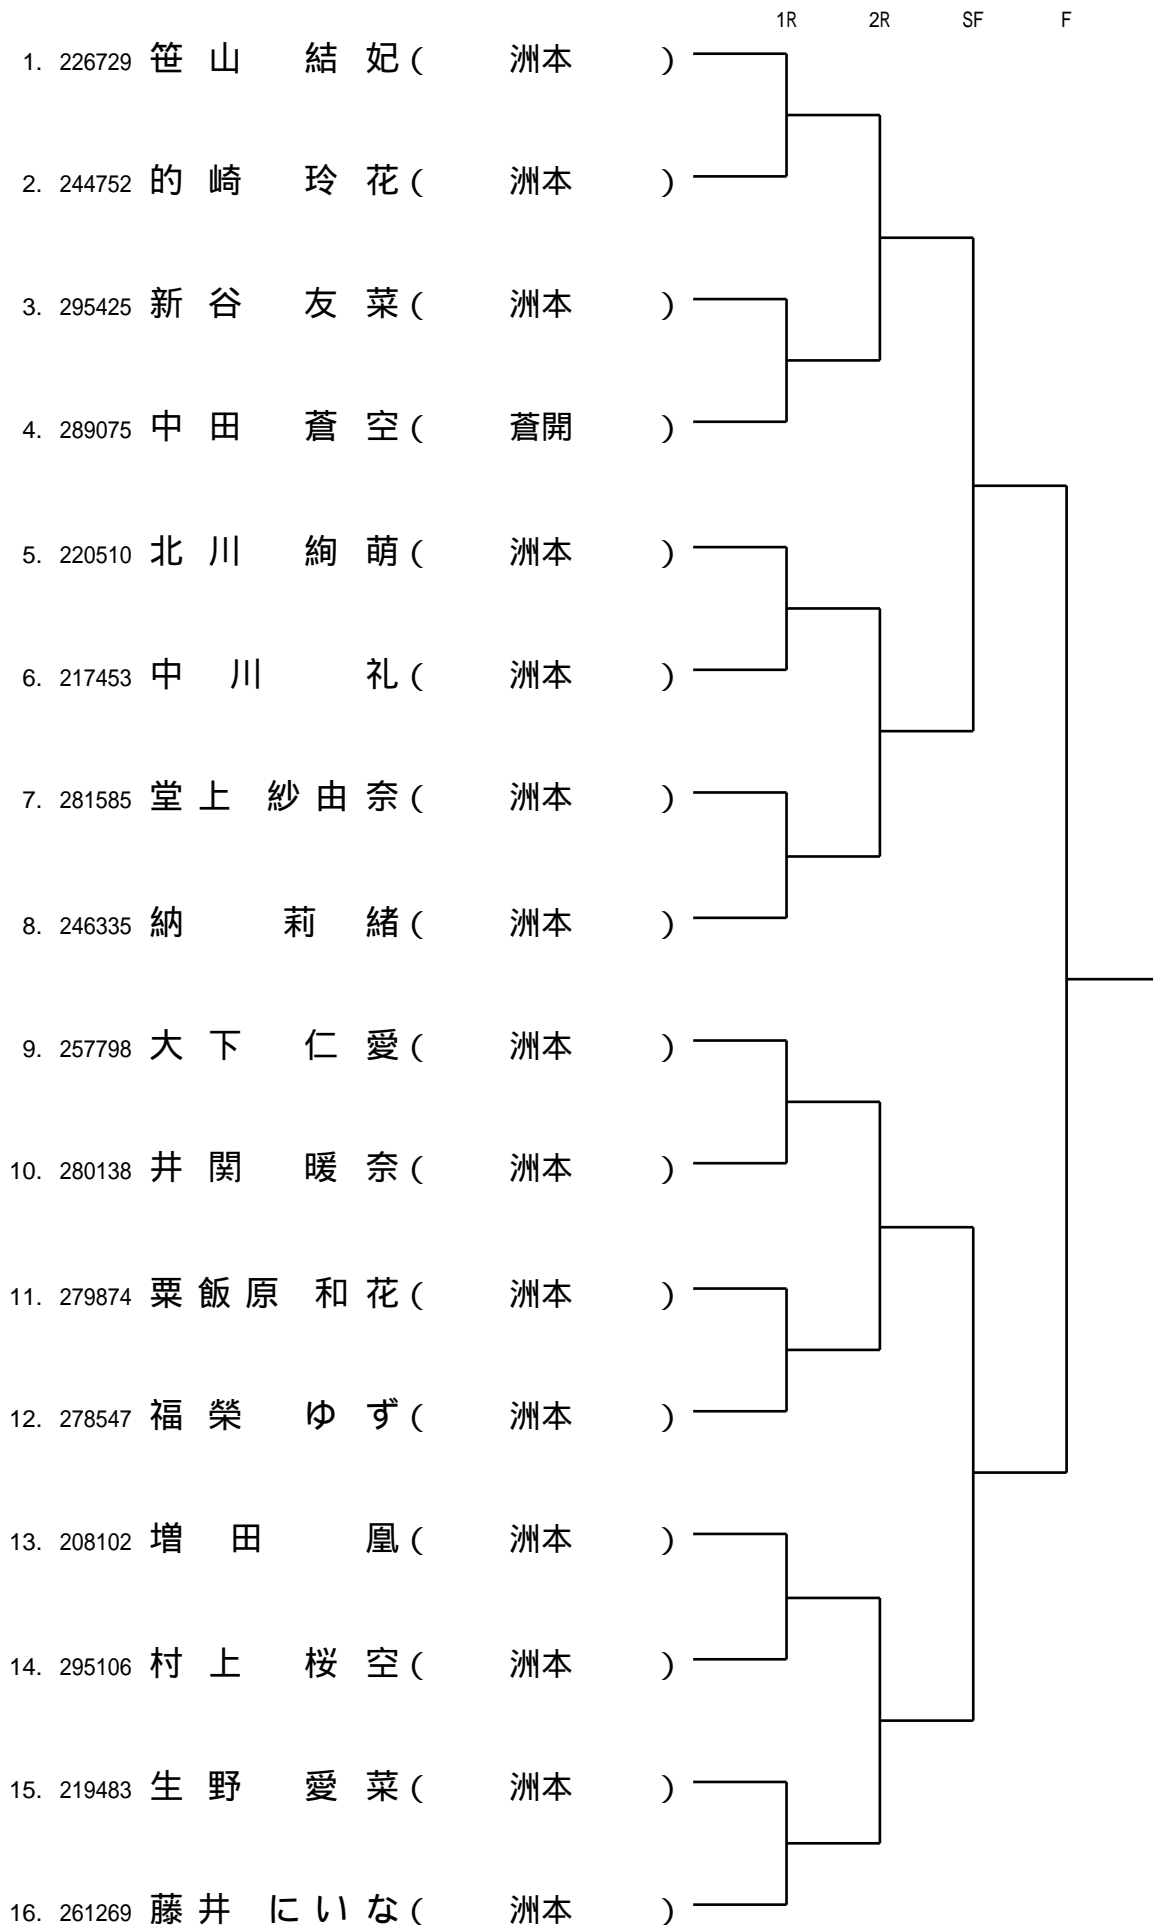 1R 2R SF F
1. 226729 笹山 結妃( 洲本 )
2. 244752 的崎 玲花( 洲本 )
3. 295425 新谷 友菜( 洲本 )
4. 289075 中田 蒼空( 蒼開 )
5. 220510 北川 絢萌( 洲本 )
6. 217453 中川 礼( 洲本 )
7. 281585 堂上 紗由奈( 洲本 )
8. 246335 納 莉緒( 洲本 )
9. 257798 大下 仁愛( 洲本 )
10. 280138 井関 暖奈( 洲本 )
11. 279874 粟飯原 和花( 洲本 )
12. 278547 福榮 ゆず( 洲本 )
13. 208102 増田 凰( 洲本 )
14. 295106 村上 桜空( 洲本 )
15. 219483 生野 愛菜( 洲本 )
16. 261269 藤井 にいな( 洲本 )